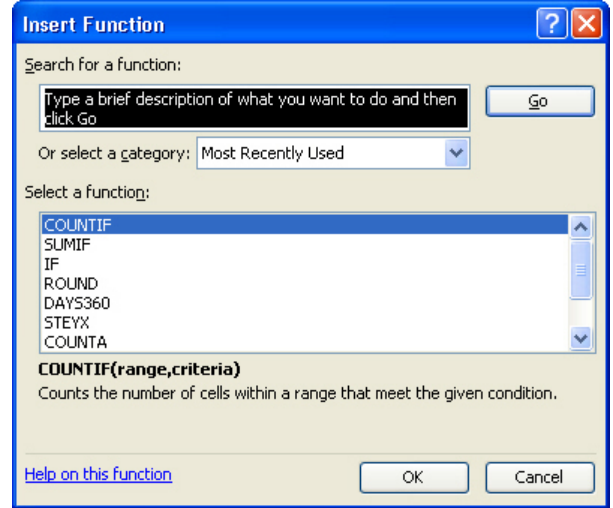 Insert Function
Search for a function:
Type a brief description of what you want to do and then
click Go
Go
Or select a category: Most Recently Used
Select a function:
COUNTIF
SUMIF
IF
ROUND
DAYS360
STEYX
COUNTA
COUNTIF(range,criteria)
Counts the number of cells within a range that meet the given condition.
Help on this function
OK
Cancel